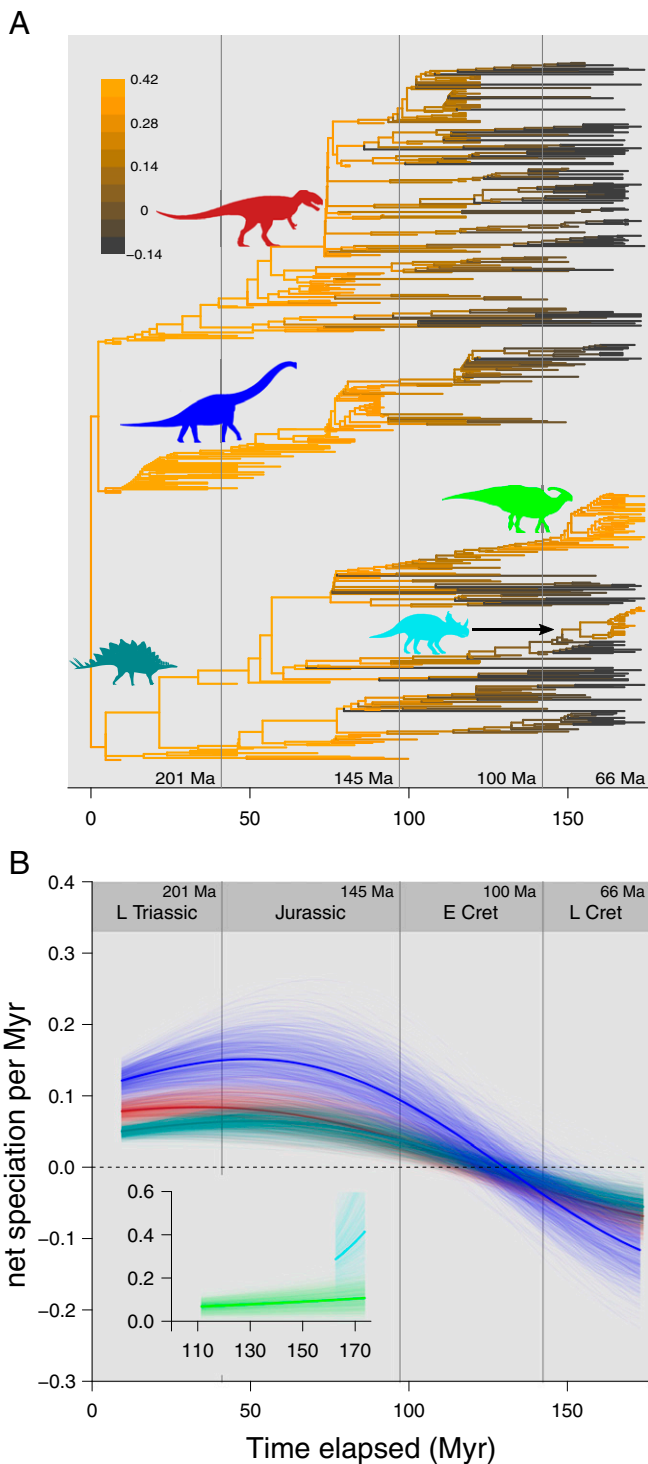 A
0.42
0.28
0.14
0
−0.14
201 Ma 145 Ma 100 Ma 66 Ma
0 50 100 150
B
0.4
0.3
0.2
0.1
0.0
−0.1
−0.2
−0.3
net speciation per Myr
201 Ma 145 Ma 100 Ma 66 Ma
L Triassic Jurassic E Cret L Cret
0.6
0.4
0.2
0.0
110 130 150 170
0 50 100 150
Time elapsed (Myr)